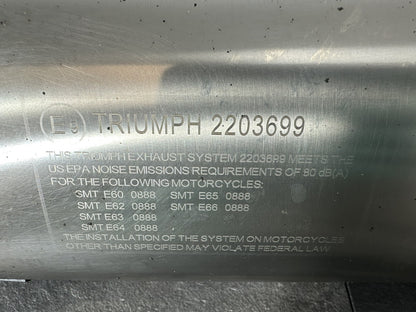 E9 TRIUMPH 2203699
THIS TRIUMPH EXHAUST SYSTEM 2203699 MEETS THE
US EPA NOISE EMISSIONS REQUIREMENTS OF 80 dB(A)
FOR THE FOLLOWING MOTORCYCLES:
SMT E60 0888 SMT E65 0888
SMT E62 0888 SMT E66 0888
SMT E63 0888
SMT E64 0888
THE INSTALLATION OF THE SYSTEM ON MOTORCYCLES
OTHER THAN SPECIFIED MAY VIOLATE FEDERAL LAW